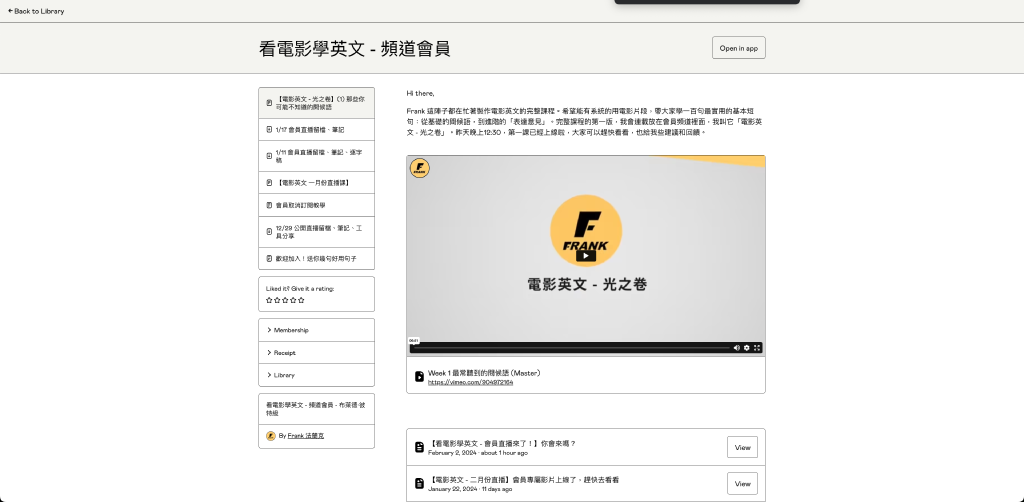 ← Back to Library
看電影學英文 - 頻道會員
Open in app
【電影英文 - 光之卷】(1) 那些你
可能不知道的問候語
1/17 會員直播留檔、筆記
1/11 會員直播留檔、筆記、逐字
稿
【電影英文 一月份直播課】
會員取消訂閱教學
12/29 公開直播留檔、筆記、工
具分享
歡迎加入！送你幾句好用句子
Liked it? Give it a rating:
Membership
Receipt
Library
看電影學英文 - 頻道會員 - 布萊德·彼
特級
By Frank 法蘭克
Hi there,
Frank 這陣子都在忙著製作電影英文的完整課程。希望能有系統的用電影片段，帶大家學一百句最實用的基本短
句：從基礎的問候語，到進階的「表達意見」。完整課程的第一版，我會連載放在會員頻道裡面，我叫它「電影英
文 - 光之卷」。昨天晚上12:30，第一課已經上線啦，大家可以趕快看看，也給我些建議和回饋。
FRANK
FRANK
電影英文 - 光之卷
Week 1 最常聽到的問候語 (Master)
https://vimeo.com/904972164
【看電影學英文 - 會員直播來了！】你會來嗎？
February 2, 2024 · about 1 hour ago
View
【電影英文 - 二月份直播】會員專屬影片上線了，趕快去看看
January 22, 2024 · 11 days ago
View